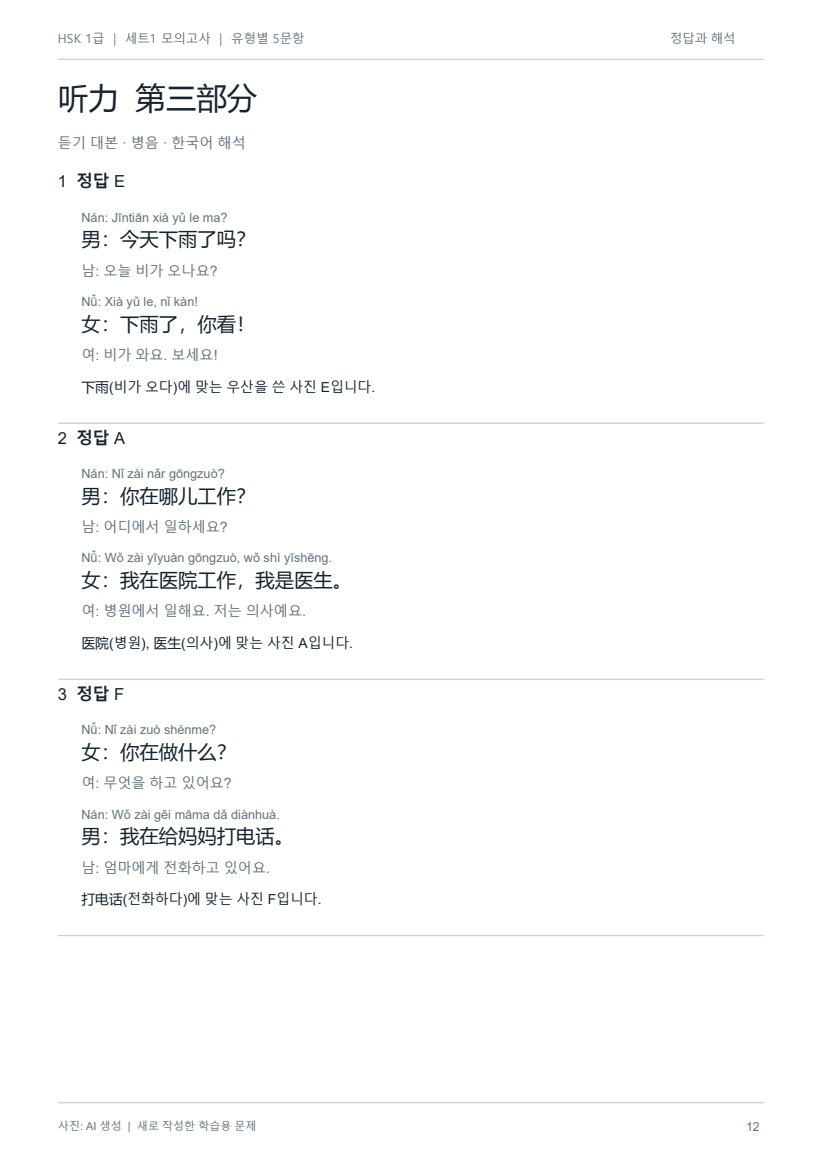 HSK 1급 | 세트1 모의고사 | 유형별 5문항
정답과 해석
听力 第三部分
듣기 대본 · 병음 · 한국어 해석
1 정답 E
Nán: Jīntiān xià yǔ le ma?
男：今天下雨了吗？
남: 오늘 비가 오나요?
Nǚ: Xià yǔ le, nǐ kàn!
女：下雨了，你看！
여: 비가 와요. 보세요!
下雨(비가 오다)에 맞는 우산을 쓴 사진 E입니다.
2 정답 A
Nán: Nǐ zài nǎr gōngzuò?
男：你在哪儿工作？
남: 어디에서 일하세요?
Nǚ: Wǒ zài yīyuàn gōngzuò, wǒ shì yīshēng.
女：我在医院工作，我是医生。
여: 병원에서 일해요. 저는 의사예요.
医院(병원), 医生(의사)에 맞는 사진 A입니다.
3 정답 F
Nǚ: Nǐ zài zuò shénme?
女：你在做什么？
여: 무엇을 하고 있어요?
Nán: Wǒ zài gěi māma dǎ diànhuà.
男：我在给妈妈打电话。
남: 엄마에게 전화하고 있어요.
打电话(전화하다)에 맞는 사진 F입니다.
사진: AI 생성 | 새로 작성한 학습용 문제
12